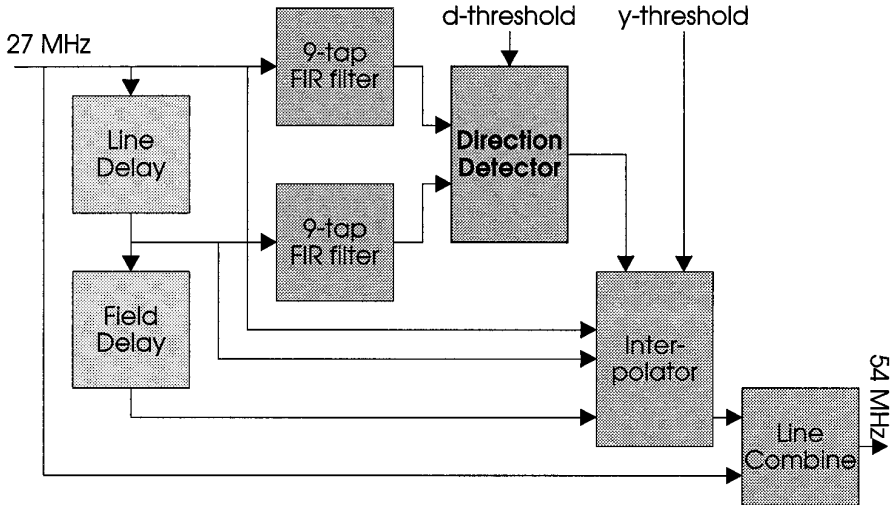 d-threshold
y-threshold
27 MHz
9-tap
FIR filter
Line
Delay
Direction
Detector
9-tap
FIR filter
Field
Delay
Inter-
polator
54 MHz
Line
Combine